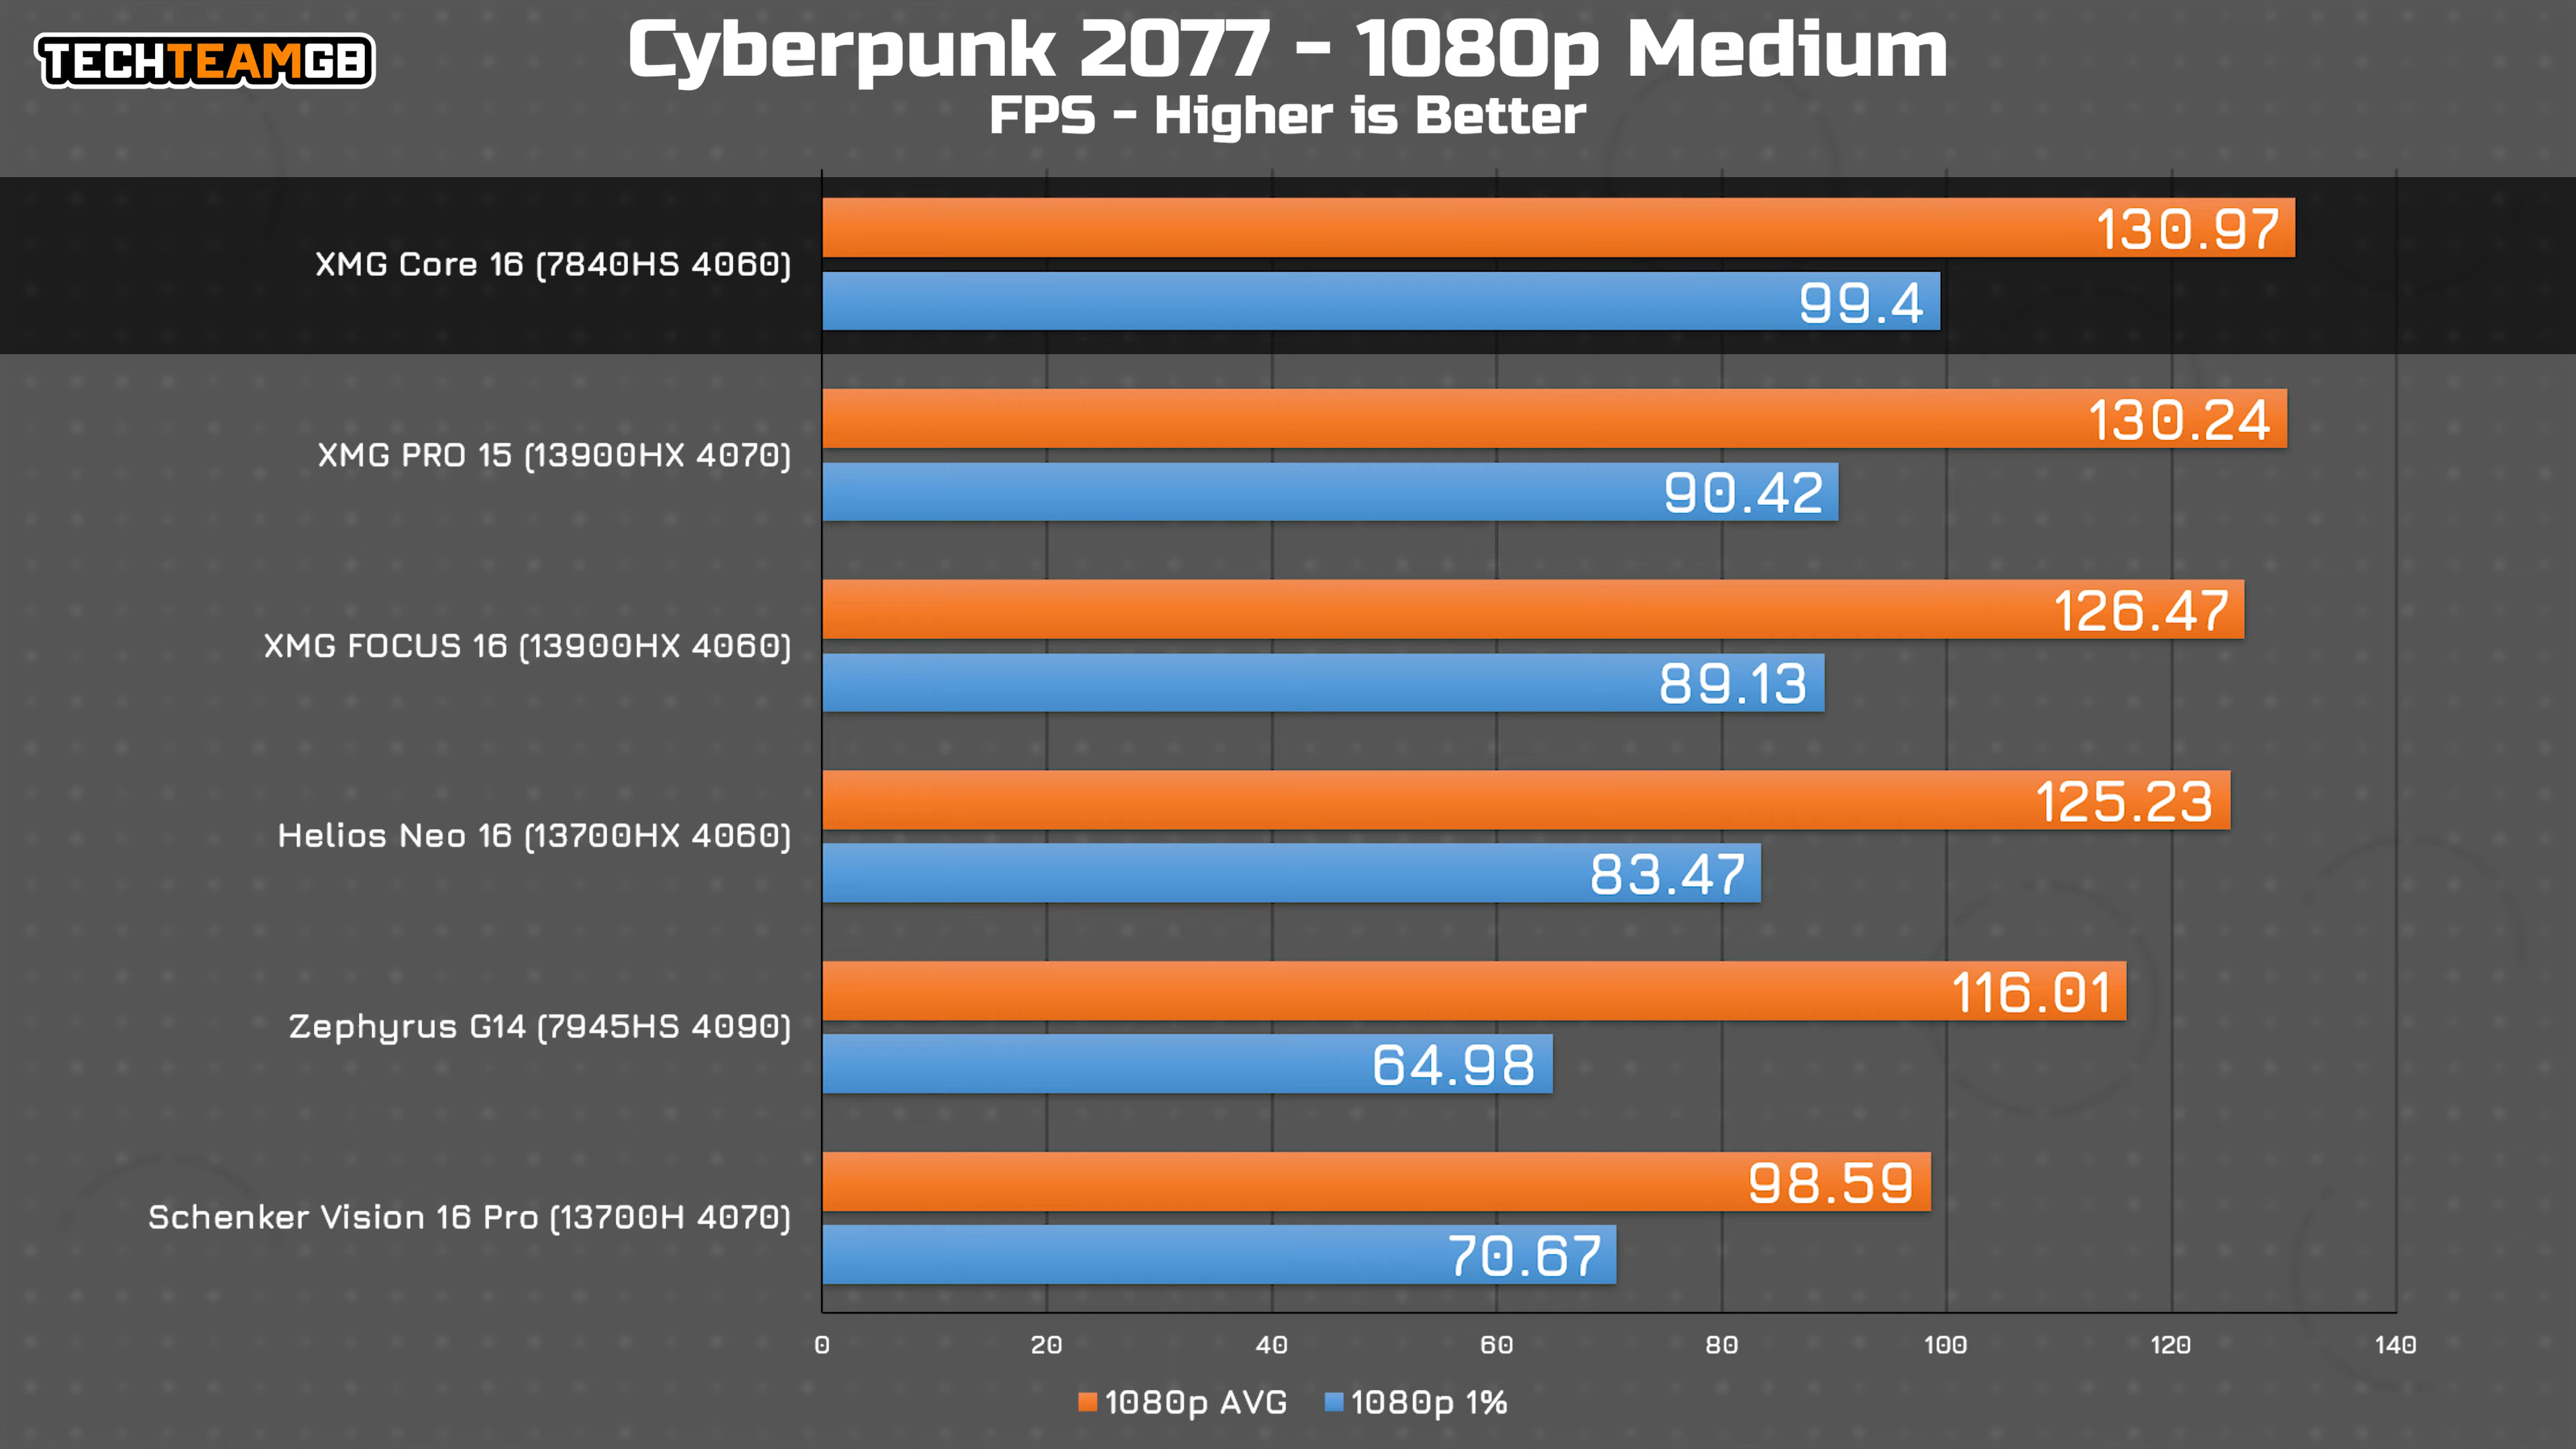 TECHTEAMGB
Cyberpunk 2077 - 1080p Medium
FPS - Higher is Better
XMG Core 16 (7840HS 4060)
130.97
99.4
XMG PRO 15 (13900HX 4070)
130.24
90.42
XMG FOCUS 16 (13900HX 4060)
126.47
89.13
Helios Neo 16 (13700HX 4060)
125.23
83.47
Zephyrus G14 (7945HS 4090)
116.01
64.98
Schenker Vision 16 Pro (13700H 4070)
98.59
70.67
0 20 40 60 80 100 120 140
1080p AVG 1080p 1%